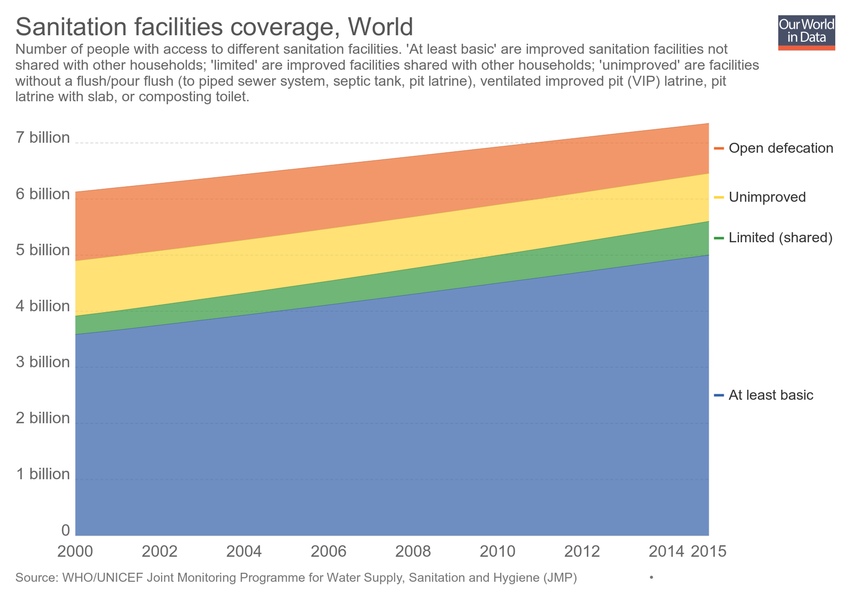 Sanitation facilities coverage, World
Our World
in Data
Number of people with access to different sanitation facilities. 'At least basic' are improved sanitation facilities not
shared with other households; 'limited' are improved facilities shared with other households; 'unimproved' are facilities
without a flush/pour flush (to piped sewer system, septic tank, pit latrine), ventilated improved pit (VIP) latrine, pit
latrine with slab, or composting toilet.
7 billion
6 billion
5 billion
4 billion
3 billion
2 billion
1 billion
0
Open defecation
Unimproved
Limited (shared)
At least basic
2000 2002 2004 2006 2008 2010 2012 2014 2015
Source: WHO/UNICEF Joint Monitoring Programme for Water Supply, Sanitation and Hygiene (JMP) •